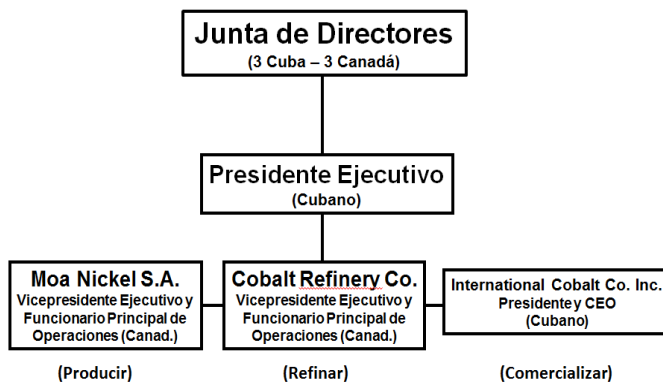 Junta de Directores
(3 Cuba – 3 Canadá)
Presidente Ejecutivo
(Cubano)
Moa Nickel S.A.
Vicepresidente Ejecutivo y
Funcionario Principal de
Operaciones (Canad.)
Cobalt Refinery Co.
Vicepresidente Ejecutivo y
Funcionario Principal de
Operaciones (Canad.)
International Cobalt Co. Inc.
Presidente y CEO
(Cubano)
(Producir)
(Refinar)
(Comercializar)